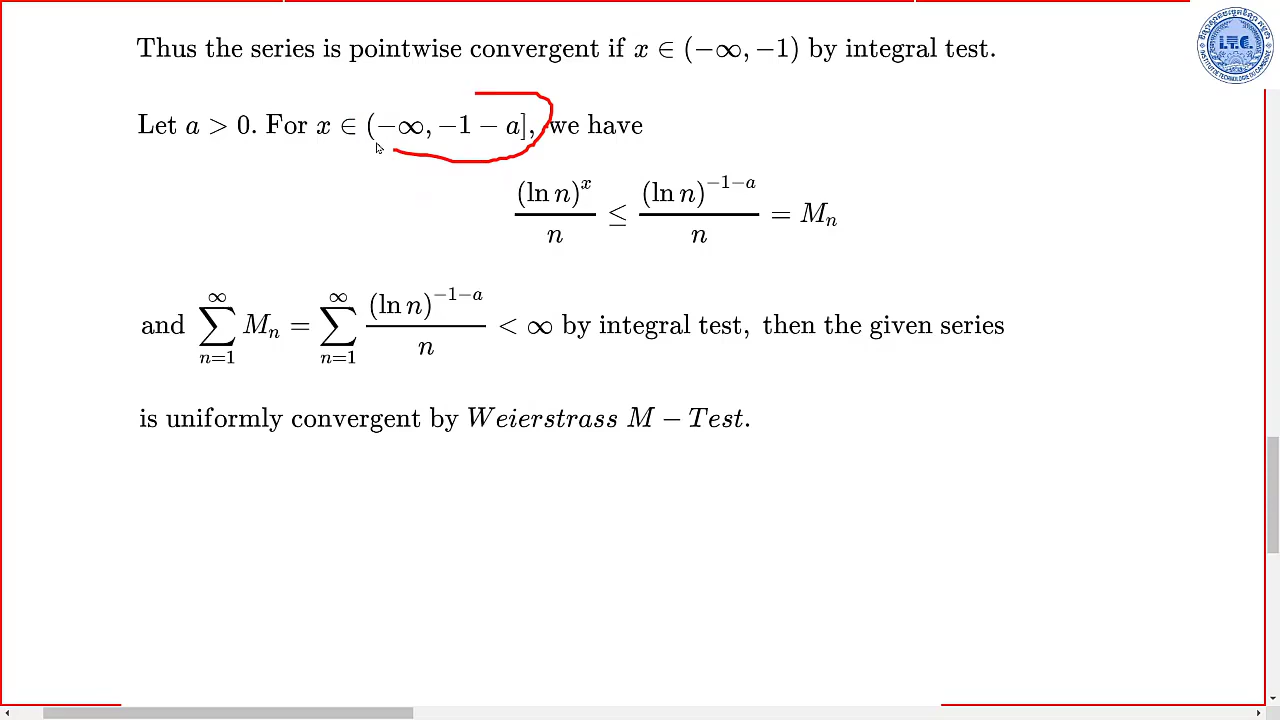 Thus the series is pointwise convergent if x ∈ (−∞, −1) by integral test.
I.T.C.
Let a > 0. For x ∈ (−∞, −1 − a], we have
(ln n)^x / n ≤ (ln n)^{−1−a} / n = M_n
and ∑_{n=1}^{∞} M_n = ∑_{n=1}^{∞} (ln n)^{−1−a} / n < ∞ by integral test, then the given series
is uniformly convergent by Weierstrass M − Test.